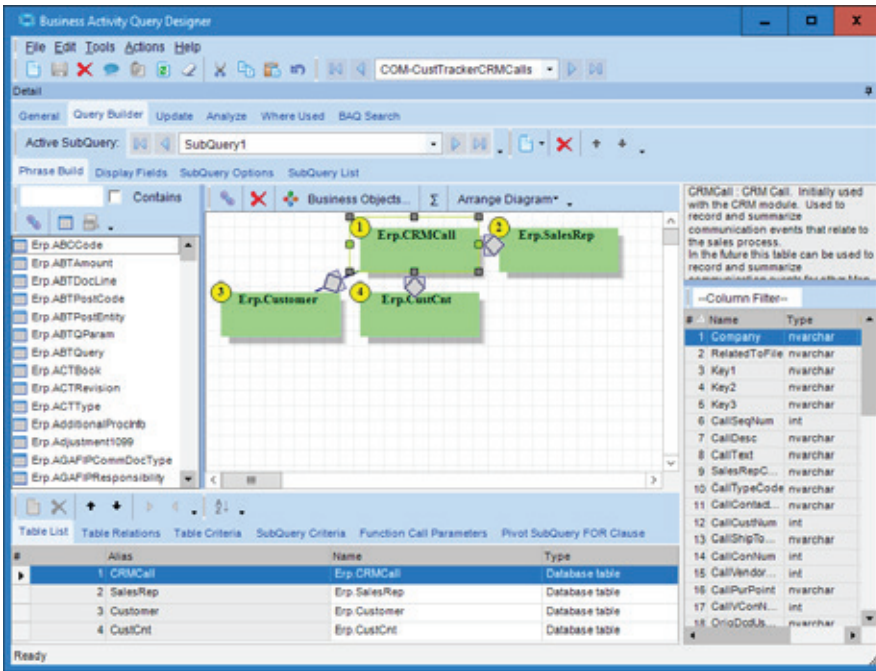 Business Activity Query Designer
File Edit Tools Actions Help
COM-CustTrackerCRMCalls
Detail
General Query Builder Update Analyze Where Used BAQ Search
Active SubQuery: SubQuery1
Phrase Build Display Fields SubQuery Options SubQuery List
Contains Business Objects... Σ Arrange Diagram
CRMCall : CRM Call. Initially used
with the CRM module. Used to
record and summarize
communication events that relate to
the sales process.
In the future this table can be used to
record and summarize
Erp.ABCCode
Erp.ABTAmount
Erp.ABTDocLine
Erp.ABTPostCode
Erp.ABTPostEntity
Erp.ABTQParam
Erp.ABTQuery
Erp.ACTBook
Erp.ACTRevision
Erp.ACTType
Erp.AdditionalProcInfo
Erp.Adjustment1099
Erp.AGAFIPCommDocType
Erp.AGAFIPResponsibility
1 Erp.CRMCall
2 Erp.SalesRep
3 Erp.Customer
4 Erp.CustCnt
--Column Filter--
# Name Type
1 Company nvarchar
2 RelatedToFile nvarchar
3 Key1 nvarchar
4 Key2 nvarchar
5 Key3 nvarchar
6 CallSeqNum int
7 CallDesc nvarchar
8 CallText nvarchar
9 SalesRepC... nvarchar
10 CallTypeCode nvarchar
11 CallContact... nvarchar
12 CallCustNum int
13 CallShipTo... nvarchar
14 CallConNum int
15 CallVendor... int
16 CallPurPoint nvarchar
17 CallVConN... int
18 nvarchar
Table List Table Relations Table Criteria SubQuery Criteria Function Call Parameters Pivot SubQuery FOR Clause
# Alias Name Type
1 CRMCall Erp.CRMCall Database table
2 SalesRep Erp.SalesRep Database table
3 Customer Erp.Customer Database table
4 CustCnt Erp.CustCnt Database table
Ready